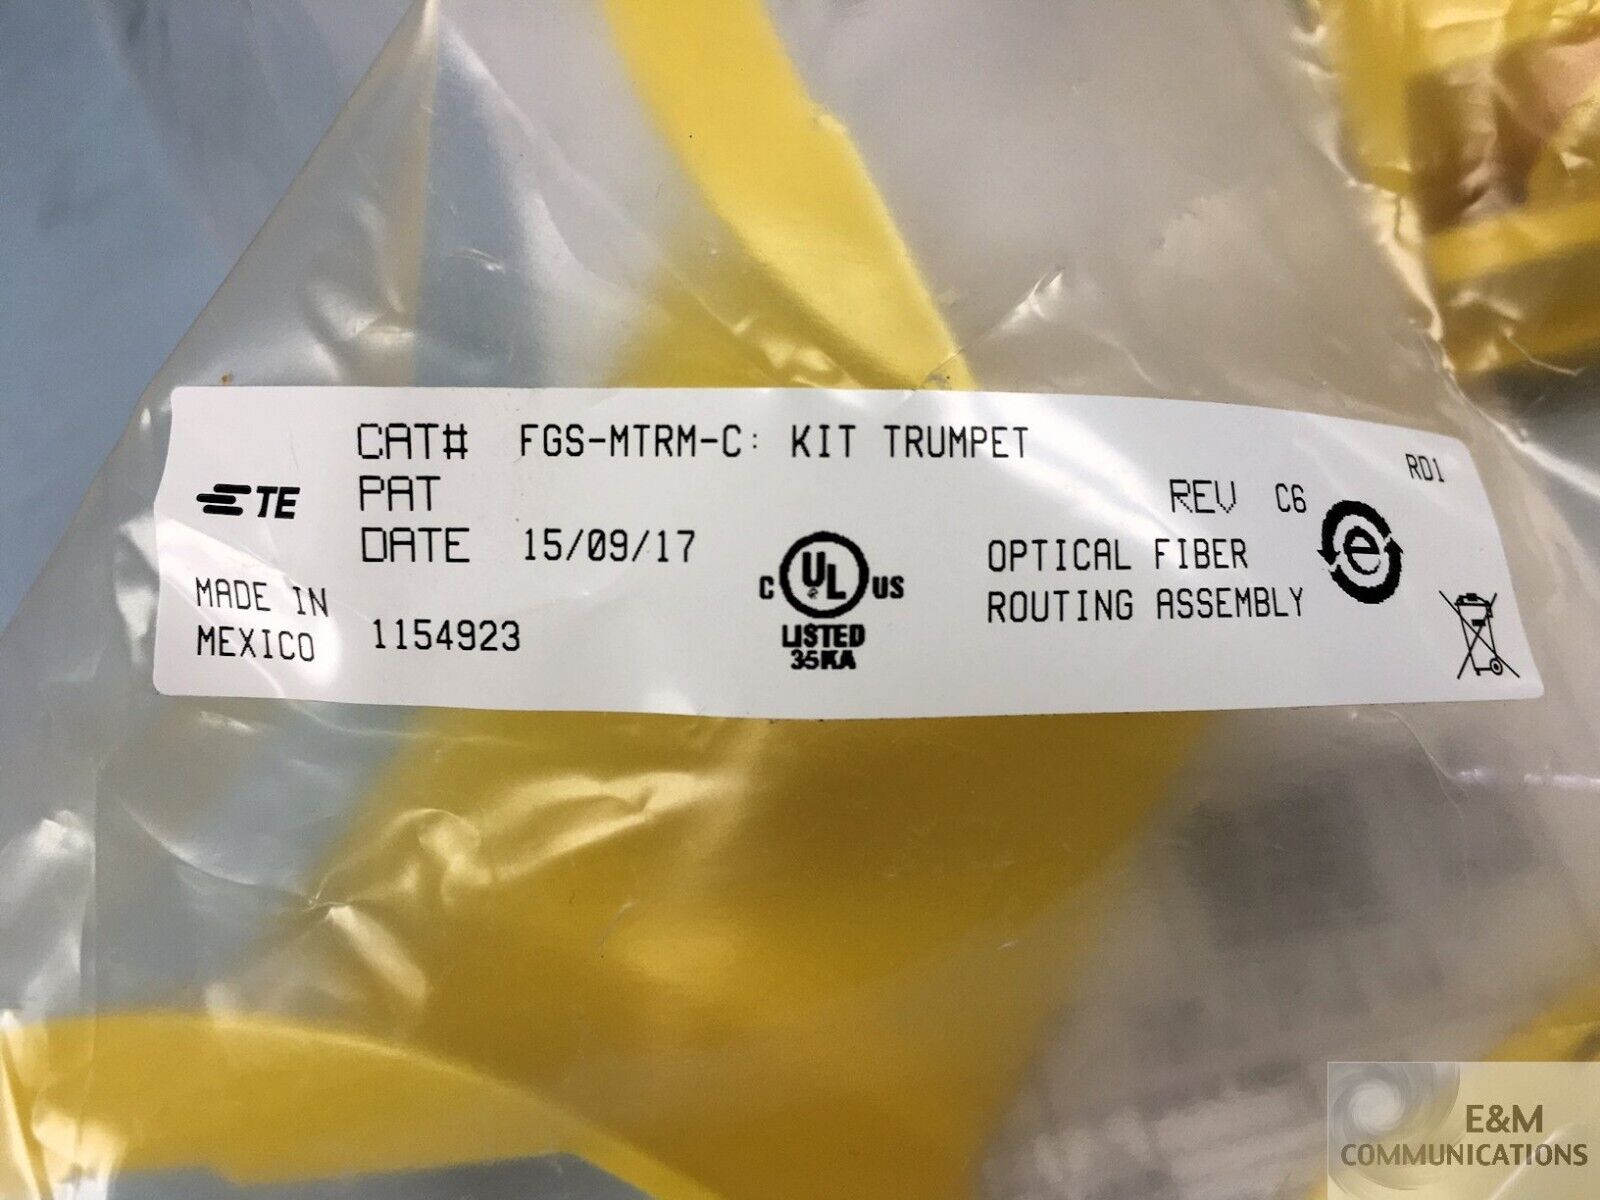 CAT# FGS-MTRM-C: KIT TRUMPET
RD1
TE
PAT
REV C6
DATE 15/09/17
C UL US
LISTED
35KA
OPTICAL FIBER
ROUTING ASSEMBLY
e
MADE IN
MEXICO
1154923
E&M
COMMUNICATIONS